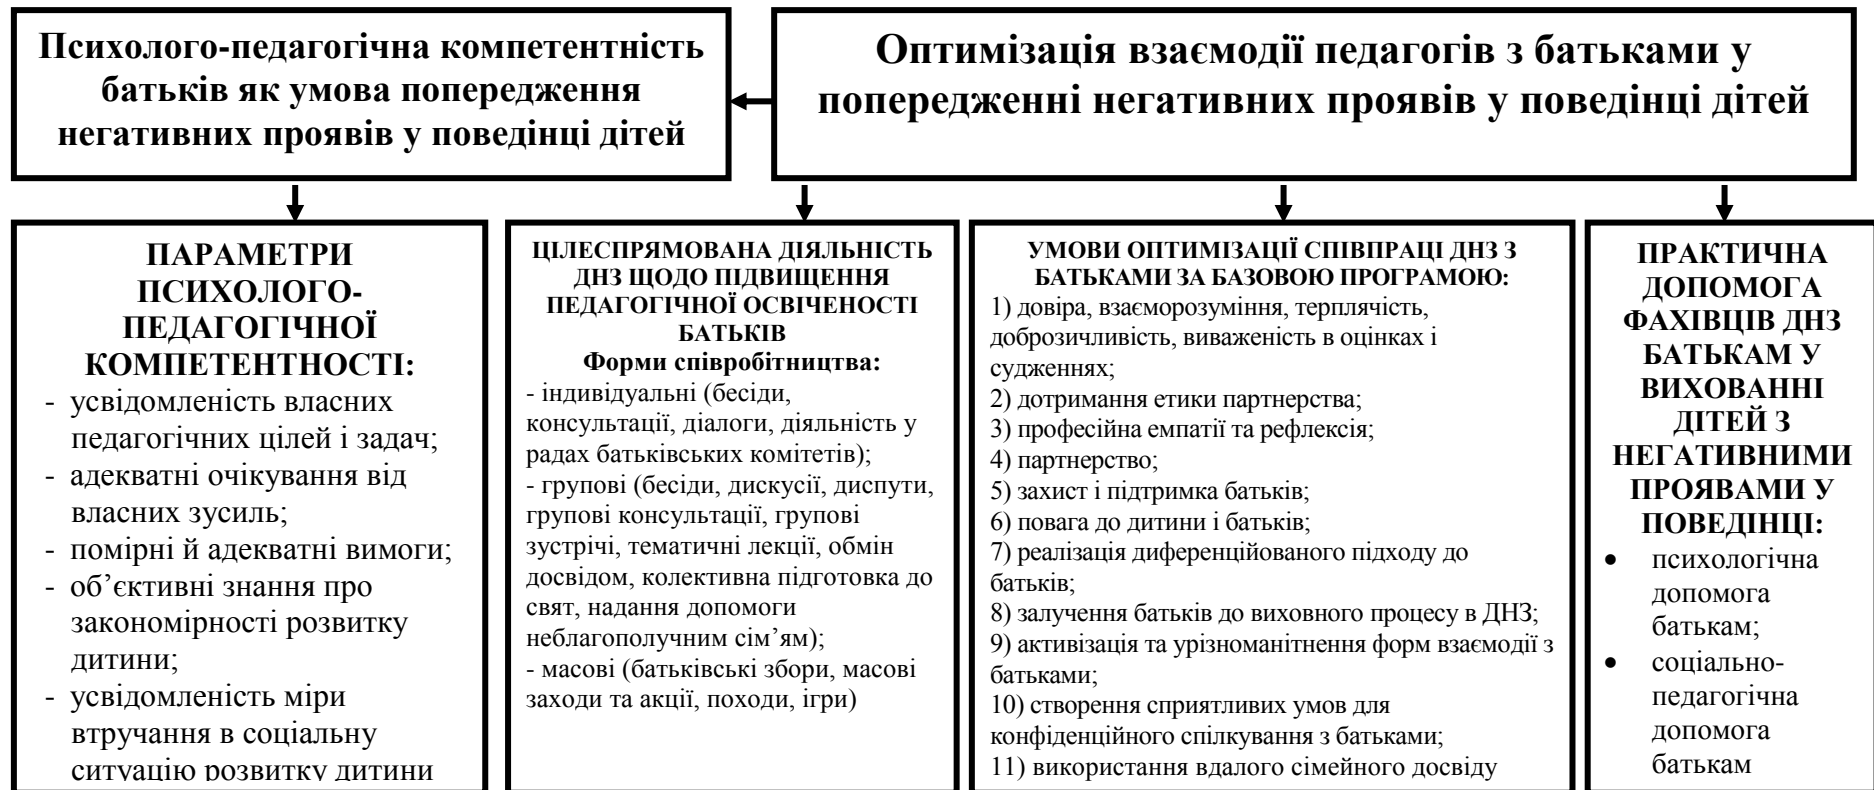 Психолого-педагогічна компетентність
батьків як умова попередження
негативних проявів у поведінці дітей
Оптимізація взаємодії педагогів з батьками у
попередженні негативних проявів у поведінці дітей
ПАРАМЕТРИ
ПСИХОЛОГО-
ПЕДАГОГІЧНОЇ
КОМПЕТЕНТНОСТІ:
- усвідомленість власних
педагогічних цілей і задач;
- адекватні очікування від
власних зусиль;
- помірні й адекватні вимоги;
- об’єктивні знання про
закономірності розвитку
дитини;
- усвідомленість міри
втручання в соціальну
ситуацію розвитку дитини
ЦІЛЕСПРЯМОВАНА ДІЯЛЬНІСТЬ
ДНЗ ЩОДО ПІДВИЩЕННЯ
ПЕДАГОГІЧНОЇ ОСВІЧЕНОСТІ
БАТЬКІВ
Форми співробітництва:
- індивідуальні (бесіди,
консультації, діалоги, діяльність у
радах батьківських комітетів);
- групові (бесіди, дискусії, диспути,
групові консультації, групові
зустрічі, тематичні лекції, обмін
досвідом, колективна підготовка до
свят, надання допомоги
неблагополучним сім’ям);
- масові (батьківські збори, масові
заходи та акції, походи, ігри)
УМОВИ ОПТИМІЗАЦІЇ СПІВПРАЦІ ДНЗ З
БАТЬКАМИ ЗА БАЗОВОЮ ПРОГРАМОЮ:
1) довіра, взаєморозуміння, терплячість,
доброзичливість, виваженість в оцінках і
судженнях;
2) дотримання етики партнерства;
3) професійна емпатії та рефлексія;
4) партнерство;
5) захист і підтримка батьків;
6) повага до дитини і батьків;
7) реалізація диференційованого підходу до
батьків;
8) залучення батьків до виховного процесу в ДНЗ;
9) активізація та урізноманітнення форм взаємодії з
батьками;
10) створення сприятливих умов для
конфіденційного спілкування з батьками;
11) використання вдалого сімейного досвіду
ПРАКТИЧНА
ДОПОМОГА
ФАХІВЦІВ ДНЗ
БАТЬКАМ У
ВИХОВАННІ
ДІТЕЙ З
НЕГАТИВНИМИ
ПРОЯВАМИ У
ПОВЕДІНЦІ:
• психологічна
допомога
батькам;
• соціально-
педагогічна
допомога
батькам